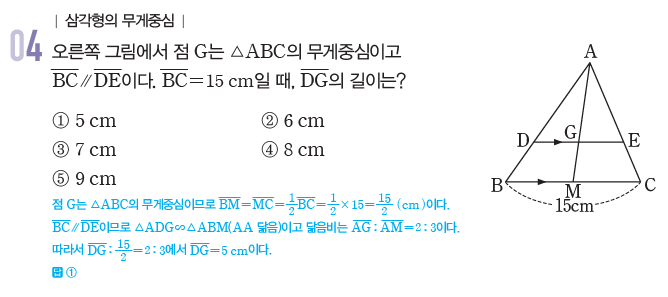 | 삼각형의 무게중심 |
04 오른쪽 그림에서 점 G는 △ABC의 무게중심이고
BC∥DE이다. BC=15 cm일 때, DG의 길이는?
① 5 cm ② 6 cm
③ 7 cm ④ 8 cm
⑤ 9 cm
점 G는 △ABC의 무게중심이므로 BM=MC=1/2BC=1/2×15=15/2 (cm)이다.
BC∥DE이므로 △ADG∽△ABM(AA 닮음)이고 닮음비는 AG:AM=2:3이다.
따라서 DG:15/2=2:3에서 DG=5 cm이다.
답 ①
A
D G E
B M C
15cm